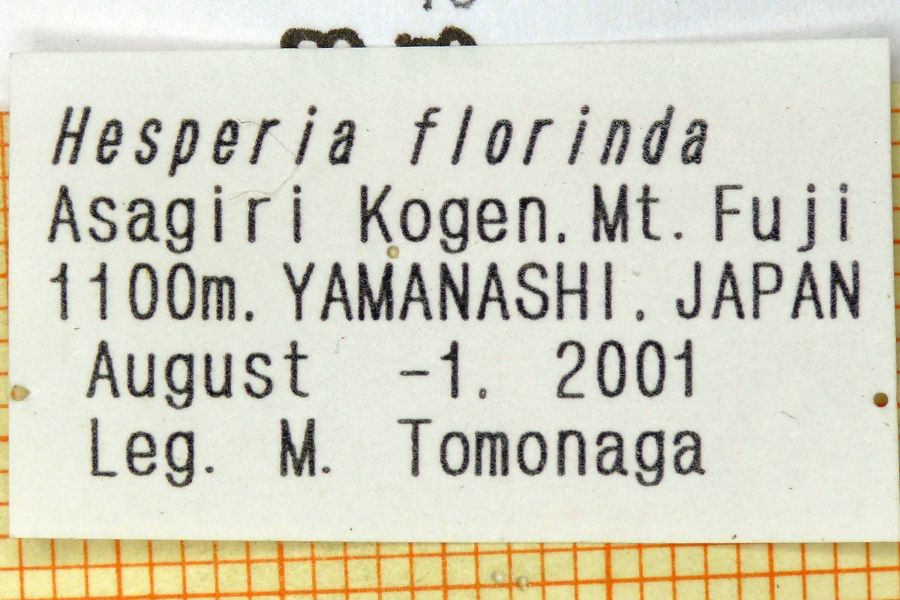 Hesperia florinda
Asagiri Kogen. Mt. Fuji
1100m. YAMANASHI. JAPAN
August -1. 2001
Leg. M. Tomonaga